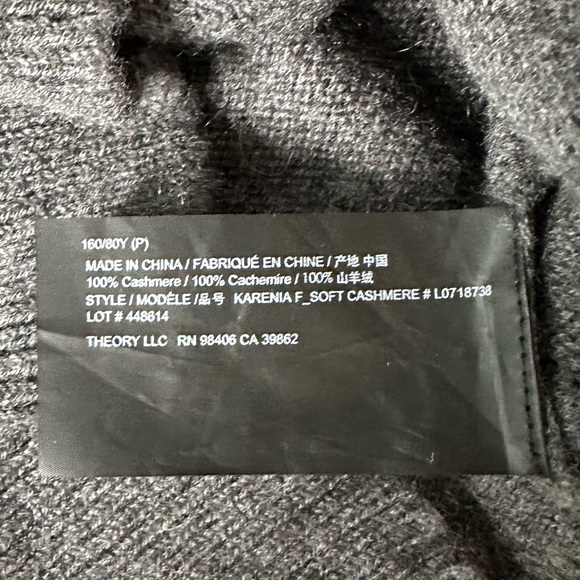 160/80Y (P)
MADE IN CHINA / FABRIQUÉ EN CHINE / 产地 中国
100% Cashmere / 100% Cachemire / 100% 山羊绒
STYLE / MODÈLE / 品号 KARENIA F_SOFT CASHMERE # L0718738
LOT # 448614
THEORY LLC RN 98406 CA 39862